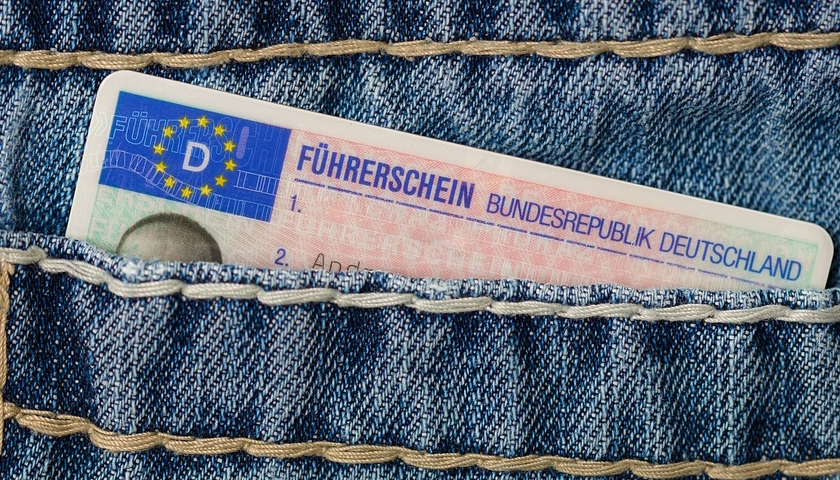 D
FÜHRERSCHEIN BUNDESREPUBLIK DEUTSCHLAND
1.
2.